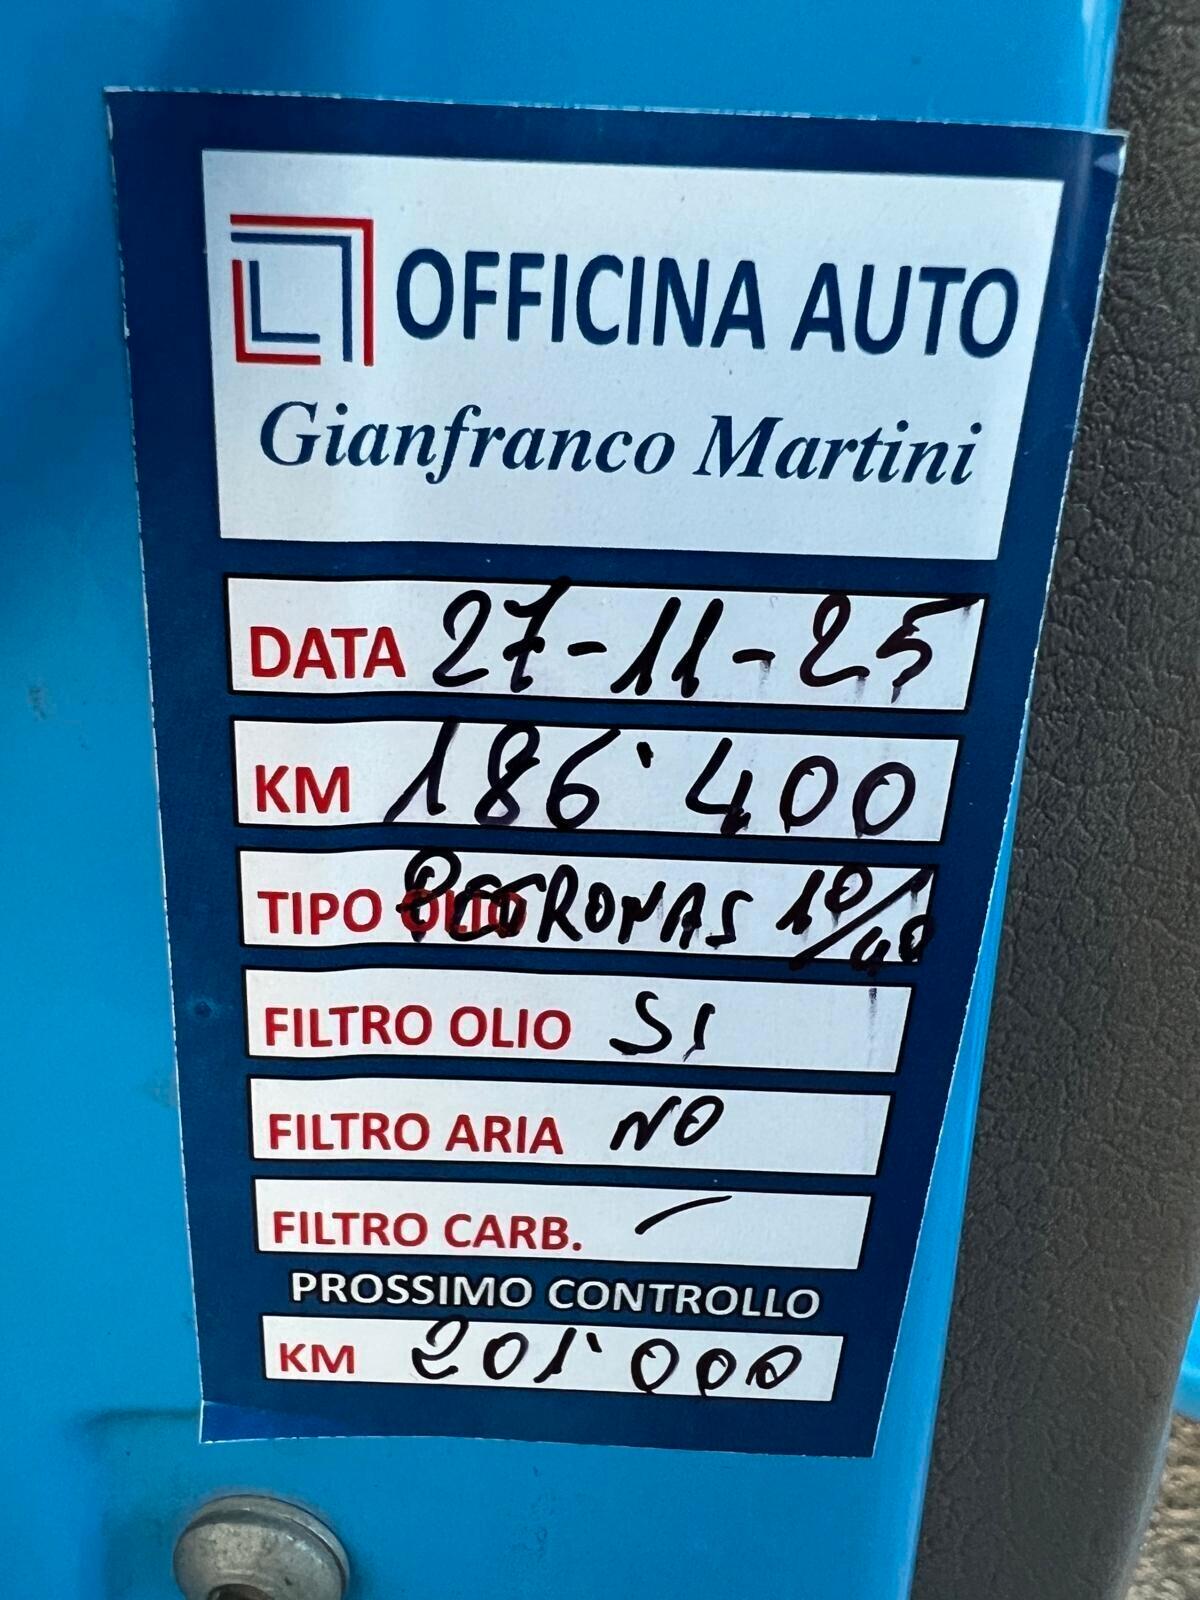 OFFICINA AUTO
Gianfranco Martini
DATA 27-11-25
KM 186'400
TIPO OLIO PETRONAS 10/40
FILTRO OLIO SI
FILTRO ARIA NO
FILTRO CARB. —
PROSSIMO CONTROLLO
KM 201'000